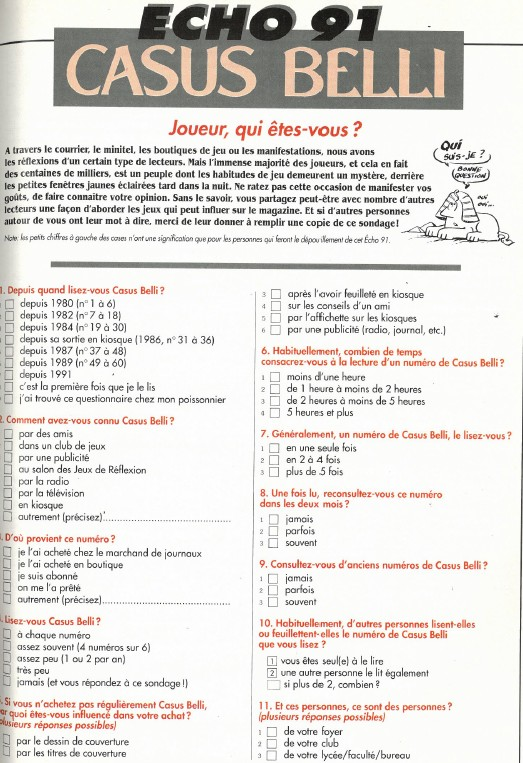 ECHO 91
CASUS BELLI
Joueur, qui êtes-vous ?
A travers le courrier, le minitel, les boutiques de jeu ou les manifestations, nous avons
les réflexions d'un certain type de lecteurs. Mais l'immense majorité des joueurs, et cela en fait
des centaines de milliers, est un peuple dont les habitudes de jeu demeurent un mystère, derrière
les petites fenêtres jaunes éclairées tard dans la nuit. Ne ratez pas cette occasion de manifester vos
goûts, de faire connaitre votre opinion. Sans le savoir, vous partagez peut-être avec nombre d'autres
lecteurs une façon d'aborder les jeux qui peut influer sur le magazine. Et si d'autres personnes
autour de vous ont leur mot à dire, merci de leur donner à remplir une copie de ce sondage !
Note: les petits chiffres à gauche des cases n'ont une signification que pour les personnes qui feront le dépouillement de cet Écho 91.
Qui
SUIS-JE ?
BONNE
QUESTION
OUI
OUI...
1. Depuis quand lisez-vous Casus Belli ?
depuis 1980 (n° 1 à 6)
depuis 1982 (n° 7 à 18)
depuis 1984 (n° 19 à 30)
depuis sa sortie en kiosque (1986, n° 31 à 36)
depuis 1987 (n° 37 à 48)
depuis 1989 (n° 49 à 60)
depuis 1991
c'est la première fois que je le lis
j'ai trouvé ce questionnaire chez mon poissonnier
2. Comment avez-vous connu Casus Belli ?
par des amis
dans un club de jeux
par une publicité
au salon des Jeux de Réflexion
par la radio
par la télévision
en kiosque
autrement (précisez)
D'où provient ce numéro ?
je l'ai acheté chez le marchand de journaux
je l'ai acheté en boutique
je suis abonné
on me l'a prêté
autrement (précisez)
Lisez-vous Casus Belli ?
à chaque numéro
assez souvent (4 numéros sur 6)
assez peu (1 ou 2 par an)
très peu
jamais (et vous répondez à ce sondage !)
Si vous n'achetez pas régulièrement Casus Belli,
par quoi êtes-vous influencé dans votre achat ?
(plusieurs réponses possibles)
par le dessin de couverture
par les titres de couverture
3 après l'avoir feuilleté en kiosque
4 sur les conseils d'un ami
5 par l'affichette sur les kiosques
6 par une publicité (radio, journal, etc.)
6. Habituellement, combien de temps
consacrez-vous à la lecture d'un numéro de Casus Belli ?
1 moins d'une heure
2 de 1 heure à moins de 2 heures
3 de 2 heures à moins de 5 heures
4 5 heures et plus
7. Généralement, un numéro de Casus Belli, le lisez-vous ?
1 en une seule fois
2 en 2 à 4 fois
3 plus de 5 fois
8. Une fois lu, reconsultez-vous ce numéro
dans les deux mois ?
1 jamais
2 parfois
3 souvent
9. Consultez-vous d'anciens numéros de Casus Belli ?
1 jamais
2 parfois
3 souvent
10. Habituellement, d'autres personnes lisent-elles
ou feuillettent-elles le numéro de Casus Belli
que vous lisez ?
1 vous êtes seul(e) à le lire
2 une autre personne le lit également
si plus de 2, combien ?
11. Et ces personnes, ce sont des personnes ?
(plusieurs réponses possibles)
1 de votre foyer
2 de votre club
3 de votre lycée/faculté/bureau